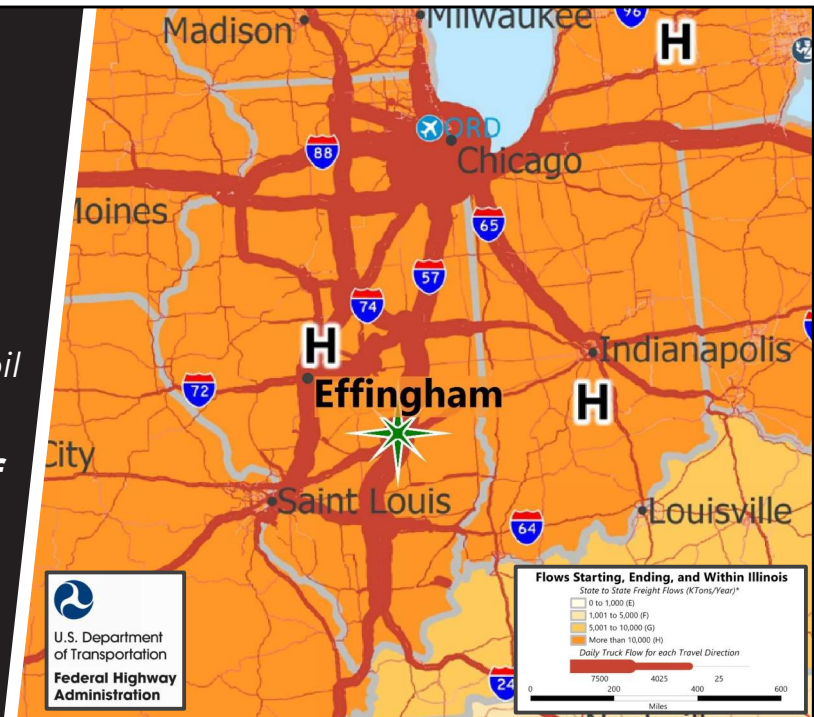 Madison
Milwaukee
96
H
ORD
88
Chicago
Moines
65
57
74
oil
H
Indianapolis
72
Effingham
H
City
Saint Louis
Louisville
64
U.S. Department
of Transportation
Federal Highway
Administration
24
Flows Starting, Ending, and Within Illinois
State to State Freight Flows (KTons/Year)*
0 to 1,000 (E)
1,001 to 5,000 (F)
5,001 to 10,000 (G)
More than 10,000 (H)
Daily Truck Flow for each Travel Direction
7500 4025 25
0 200 400 600
Miles